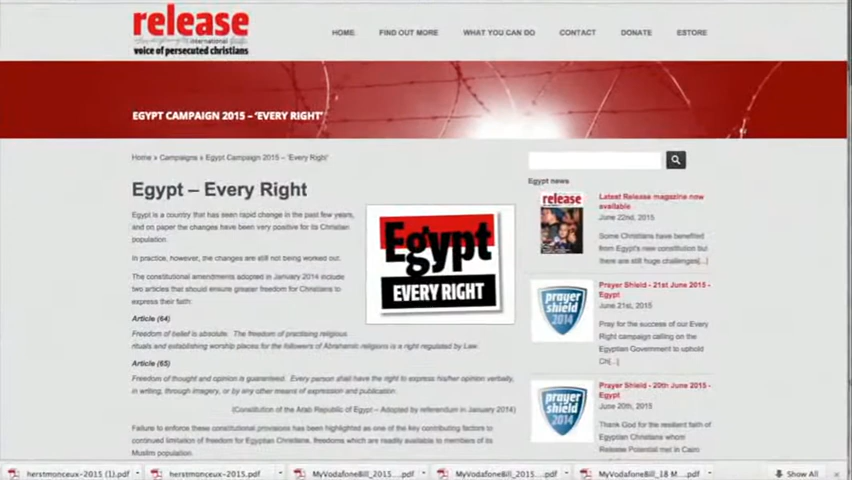 release
international
voice of persecuted christians
HOME FIND OUT MORE WHAT YOU CAN DO CONTACT DONATE ESTORE
EGYPT CAMPAIGN 2015 – 'EVERY RIGHT'
Home » Campaigns » Egypt Campaign 2015 – 'Every Right'
Egypt – Every Right
Egypt is a country that has seen rapid change in the past few years,
and on paper the changes have been very positive for its Christian
population.
In practice, however, the changes are still not being worked out.
The constitutional amendments adopted in January 2014 include
two articles that should ensure greater freedom for Christians to
express their faith:
Article (64)
Freedom of belief is absolute. The freedom of practising religious
rituals and establishing worship places for the followers of Abrahamic religions is a right regulated by Law.
Article (65)
Freedom of thought and opinion is guaranteed. Every person shall have the right to express his/her opinion verbally,
in writing, through imagery, or by any other means of expression and publication.
(Constitution of the Arab Republic of Egypt – Adopted by referendum in January 2014)
Failure to enforce these constitutional provisions has been highlighted as one of the key contributing factors to
continued limitation of freedom for Egyptian Christians, freedoms which are readily available to members of its
Muslim population.
Egypt
EVERY RIGHT
Egypt news
release
Latest Release magazine now
available
June 22nd, 2015
Some Christians have benefited
from Egypt's new constitution but
there are still huge challenges[...]
prayer
shield
2014
Prayer Shield - 21st June 2015 -
Egypt
June 21st, 2015
Pray for the success of our Every
Right campaign calling on the
Egyptian Government to uphold
Ch[...]
prayer
shield
2014
Prayer Shield - 20th June 2015 -
Egypt
June 20th, 2015
Thank God for the resilient faith of
Egyptian Christians whom
Release Potential met in Cairo
herstmonceux-2015 (1).pdf herstmonceux-2015.pdf MyVodafoneBill_2015....pdf MyVodafoneBill_2015....pdf MyVodafoneBill_18 M....pdf Show All